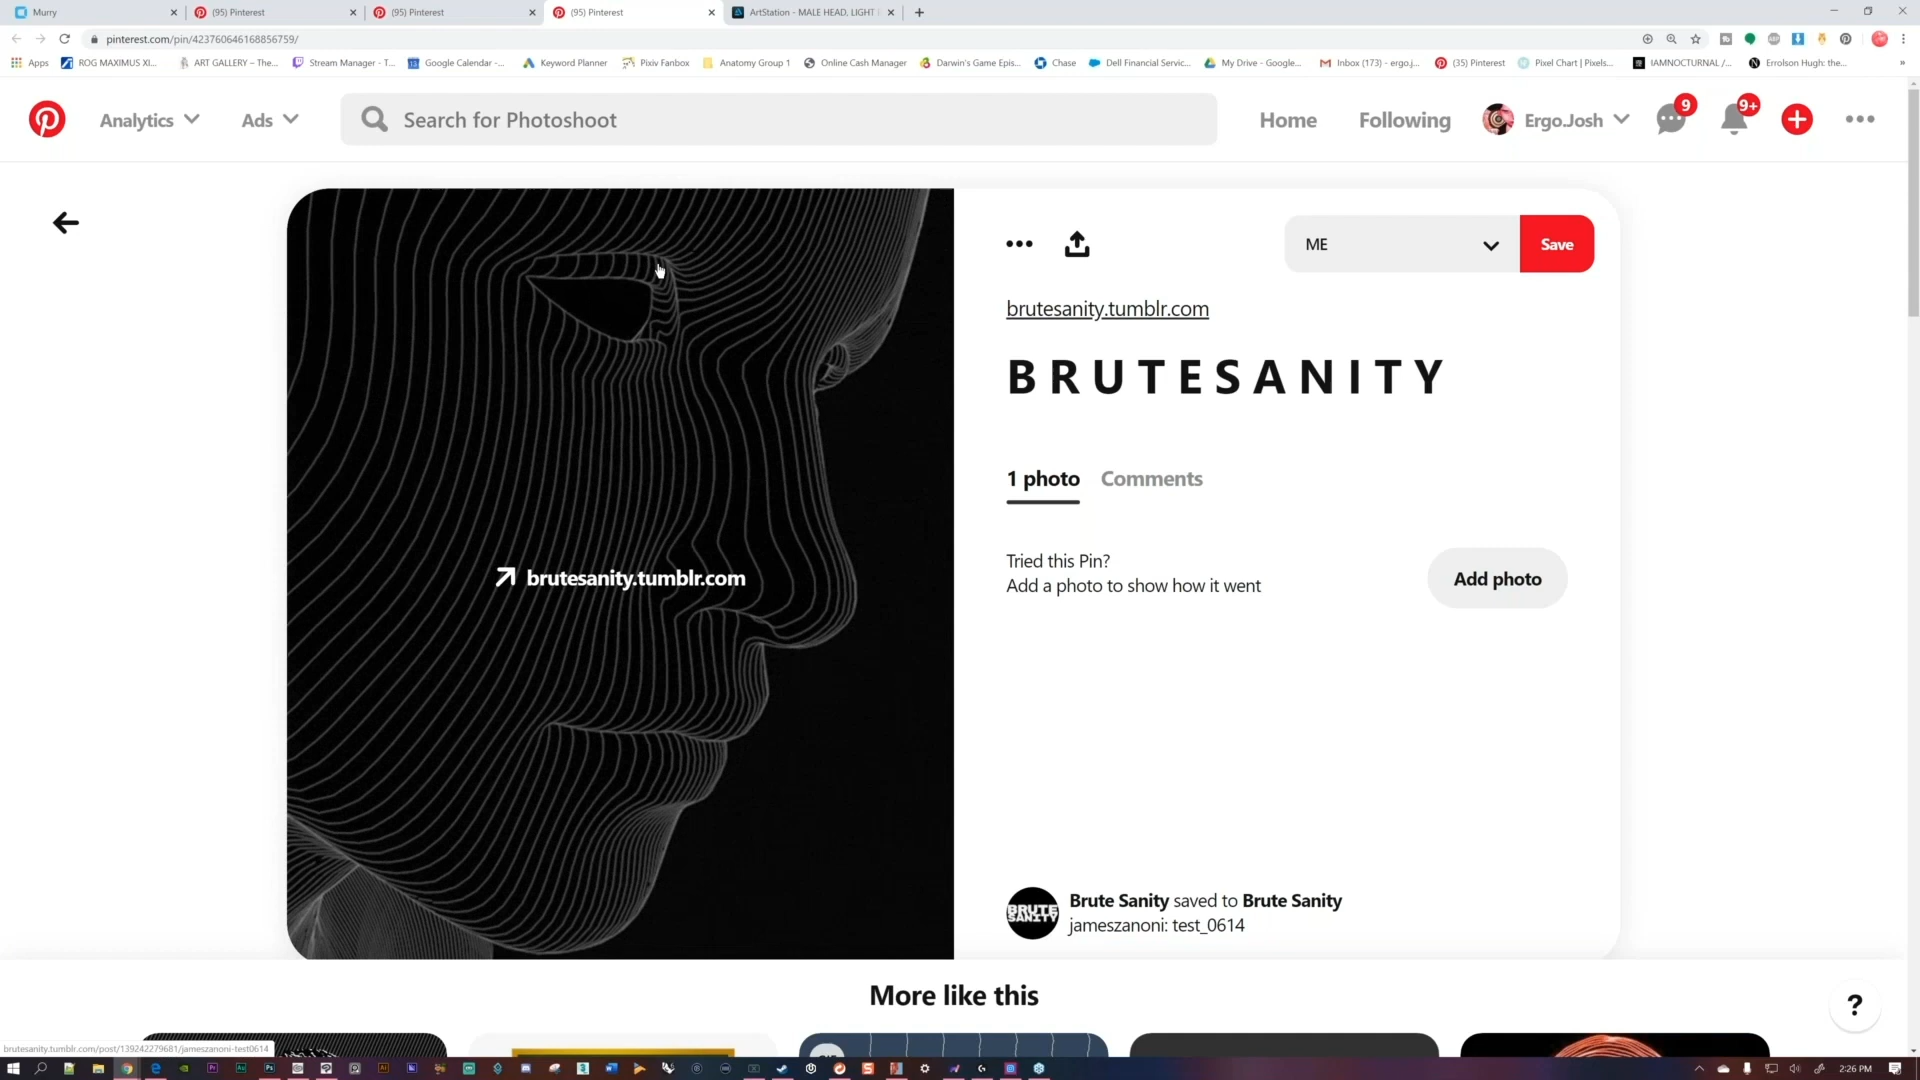 Murry
(95) Pinterest
(95) Pinterest
(95) Pinterest
ArtStation - MALE HEAD, LIGHT
pinterest.com/pin/423760646168856759/
Apps
ROG MAXIMUS XI...
ART GALLERY – The...
Stream Manager - T...
Google Calendar -...
Keyword Planner
Pixiv Fanbox
Anatomy Group 1
Online Cash Manager
Darwin's Game Epis...
Chase
Dell Financial Servic...
My Drive - Google...
Inbox (173) - ergo.j...
(35) Pinterest
Pixel Chart | Pixels...
IAMNOCTURNAL /...
Errolson Hugh: the...
»
Analytics
Ads
Search for Photoshoot
Home
Following
Ergo.Josh
9
9+
ME
Save
brutesanity.tumblr.com
BRUTESANITY
1 photo
Comments
Tried this Pin?
Add a photo to show how it went
Add photo
brutesanity.tumblr.com
BRUTE
SANITY
Brute Sanity saved to Brute Sanity
jameszanoni: test_0614
More like this
?
brutesanity.tumblr.com/post/139242279681/jameszanoni-test0614
2:26 PM